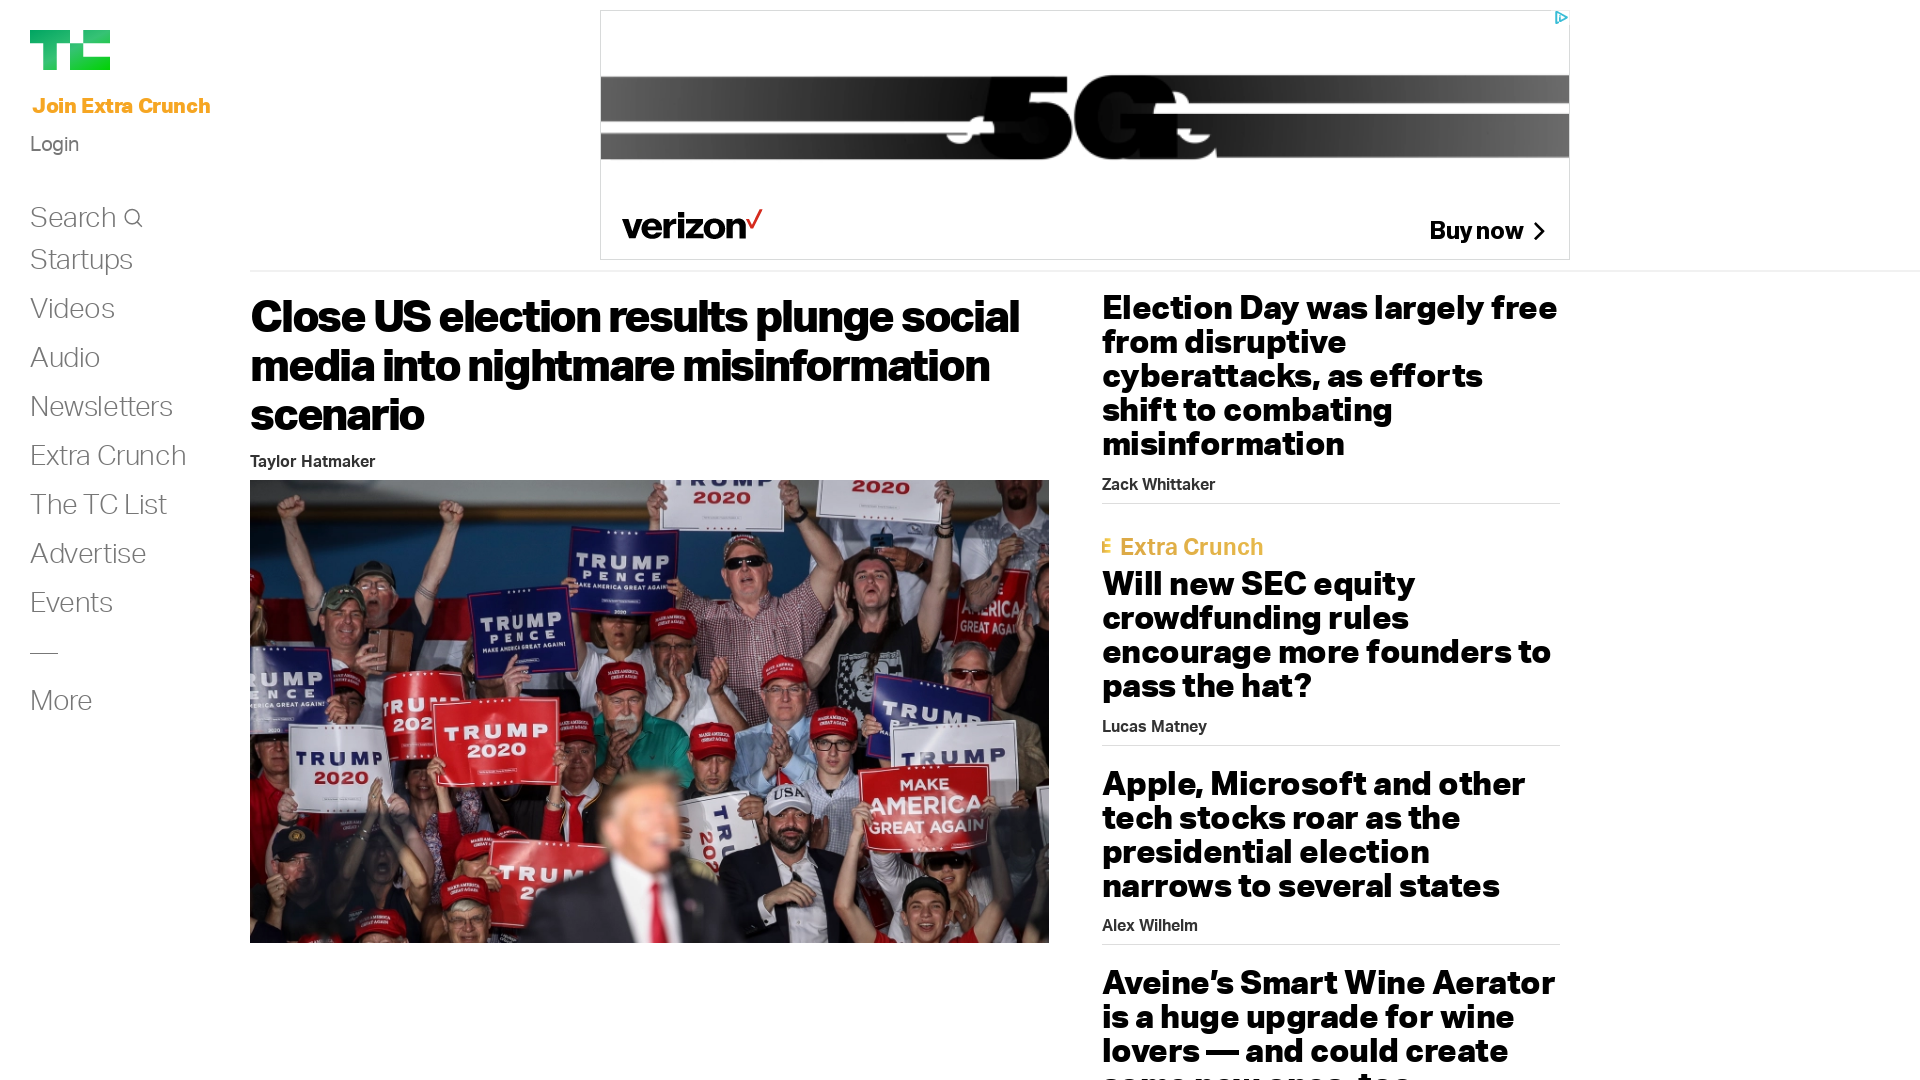 TC
Join Extra Crunch
Login
Search
Startups
Videos
Audio
Newsletters
Extra Crunch
The TC List
Advertise
Events
—
More
5G
verizon✓
Buy now
Close US election results plunge social
media into nightmare misinformation
scenario
Taylor Hatmaker
2020
2020
TRUMP
PENCE
MAKE AMERICA GREAT AGAIN!
2020
TRUMP
PENCE
MAKE AMERICA GREAT AGAIN!
AMERICA
TRUMP
2020
TRUMP
2020
TRUMP
TRUMP
MAKE
AMERICA
GREAT AGAIN
USA
Election Day was largely free
from disruptive
cyberattacks, as efforts
shift to combating
misinformation
Zack Whittaker
Extra Crunch
Will new SEC equity
crowdfunding rules
encourage more founders to
pass the hat?
Lucas Matney
Apple, Microsoft and other
tech stocks roar as the
presidential election
narrows to several states
Alex Wilhelm
Aveine’s Smart Wine Aerator
is a huge upgrade for wine
lovers — and could create